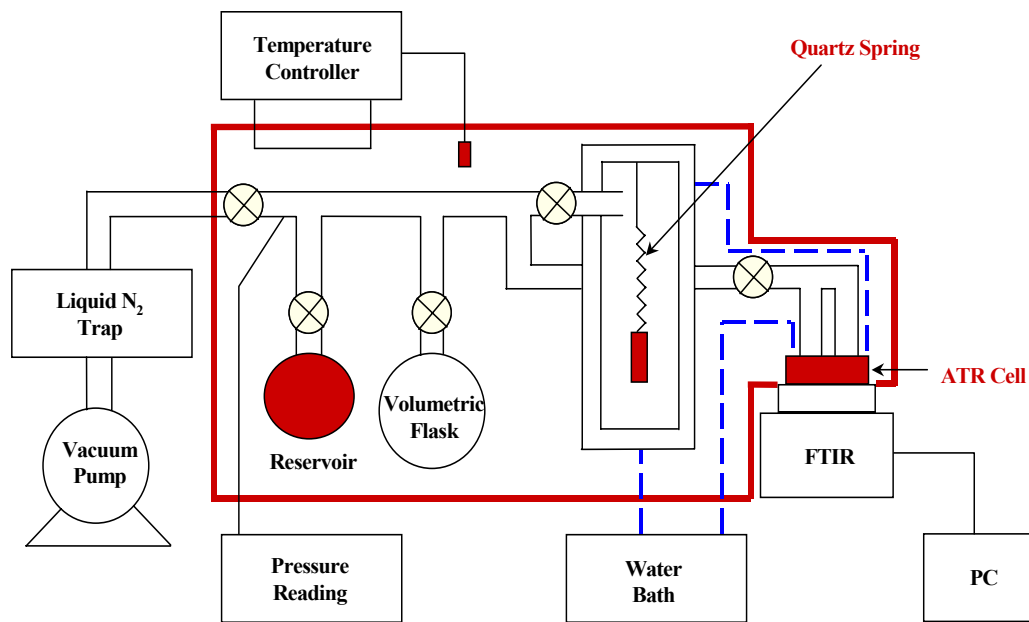 Temperature
Controller
Quartz Spring
Liquid N₂
Trap
Volumetric
Flask
ATR Cell
Vacuum
Pump
Reservoir
FTIR
Pressure
Reading
Water
Bath
PC